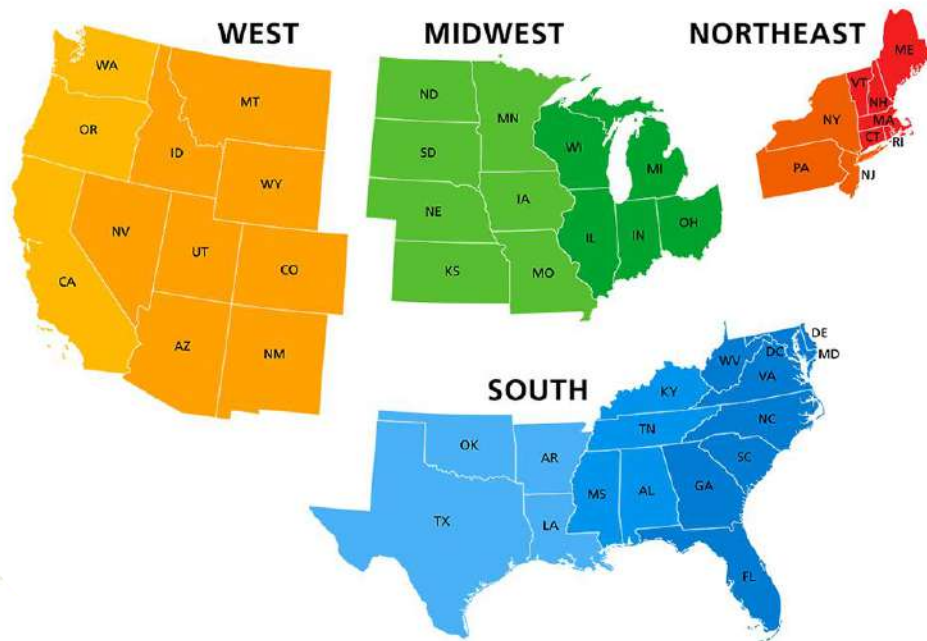 WEST
WA
MT
OR
ID
WY
NV
UT
CO
CA
AZ
NM
MIDWEST
ND
MN
SD
WI
MI
NE
IA
IL
IN
OH
KS
MO
NORTHEAST
ME
VT
NH
NY
MA
CT
RI
PA
NJ
SOUTH
DE
WV
DC
MD
VA
KY
NC
TN
OK
AR
SC
MS
AL
GA
TX
LA
FL